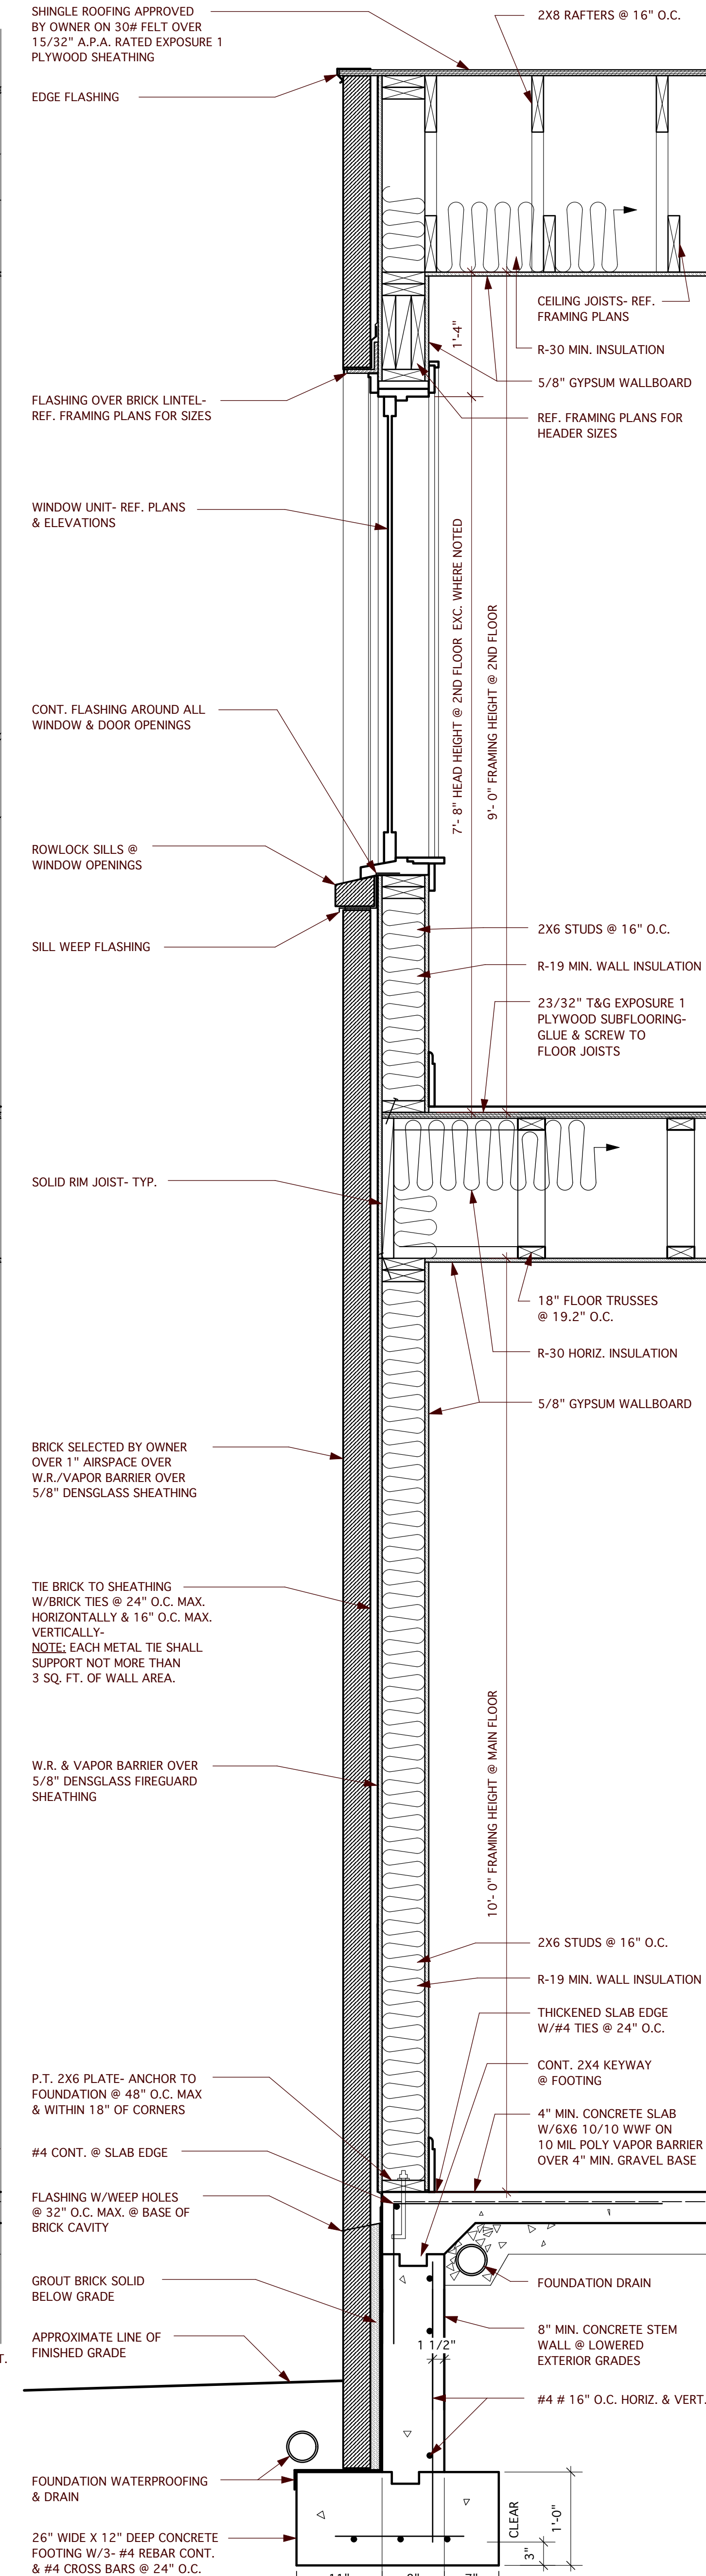 SHINGLE ROOFING APPROVED
BY OWNER ON 30# FELT OVER
15/32" A.P.A. RATED EXPOSURE 1
PLYWOOD SHEATHING
2X8 RAFTERS @ 16" O.C.
EDGE FLASHING
CEILING JOISTS- REF.
FRAMING PLANS
1'-4"
R-30 MIN. INSULATION
5/8" GYPSUM WALLBOARD
FLASHING OVER BRICK LINTEL-
REF. FRAMING PLANS FOR SIZES
REF. FRAMING PLANS FOR
HEADER SIZES
WINDOW UNIT- REF. PLANS
& ELEVATIONS
7'- 8" HEAD HEIGHT @ 2ND FLOOR EXC. WHERE NOTED
9'- 0" FRAMING HEIGHT @ 2ND FLOOR
CONT. FLASHING AROUND ALL
WINDOW & DOOR OPENINGS
ROWLOCK SILLS @
WINDOW OPENINGS
SILL WEEP FLASHING
2X6 STUDS @ 16" O.C.
R-19 MIN. WALL INSULATION
23/32" T&G EXPOSURE 1
PLYWOOD SUBFLOORING-
GLUE & SCREW TO
FLOOR JOISTS
SOLID RIM JOIST- TYP.
18" FLOOR TRUSSES
@ 19.2" O.C.
R-30 HORIZ. INSULATION
5/8" GYPSUM WALLBOARD
BRICK SELECTED BY OWNER
OVER 1" AIRSPACE OVER
W.R./VAPOR BARRIER OVER
5/8" DENSGLASS SHEATHING
TIE BRICK TO SHEATHING
W/BRICK TIES @ 24" O.C. MAX.
HORIZONTALLY & 16" O.C. MAX.
VERTICALLY-
NOTE: EACH METAL TIE SHALL
SUPPORT NOT MORE THAN
3 SQ. FT. OF WALL AREA.
10'- 0" FRAMING HEIGHT @ MAIN FLOOR
W.R. & VAPOR BARRIER OVER
5/8" DENSGLASS FIREGUARD
SHEATHING
2X6 STUDS @ 16" O.C.
R-19 MIN. WALL INSULATION
THICKENED SLAB EDGE
W/#4 TIES @ 24" O.C.
CONT. 2X4 KEYWAY
@ FOOTING
P.T. 2X6 PLATE- ANCHOR TO
FOUNDATION @ 48" O.C. MAX
& WITHIN 18" OF CORNERS
4" MIN. CONCRETE SLAB
W/6X6 10/10 WWF ON
10 MIL POLY VAPOR BARRIER
OVER 4" MIN. GRAVEL BASE
#4 CONT. @ SLAB EDGE
FLASHING W/WEEP HOLES
@ 32" O.C. MAX. @ BASE OF
BRICK CAVITY
GROUT BRICK SOLID
BELOW GRADE
FOUNDATION DRAIN
T.
APPROXIMATE LINE OF
FINISHED GRADE
8" MIN. CONCRETE STEM
WALL @ LOWERED
EXTERIOR GRADES
1 1/2"
#4 # 16" O.C. HORIZ. & VERT.
FOUNDATION WATERPROOFING
& DRAIN
26" WIDE X 12" DEEP CONCRETE
FOOTING W/3- #4 REBAR CONT.
& #4 CROSS BARS @ 24" O.C.
3" CLEAR
1'-0"